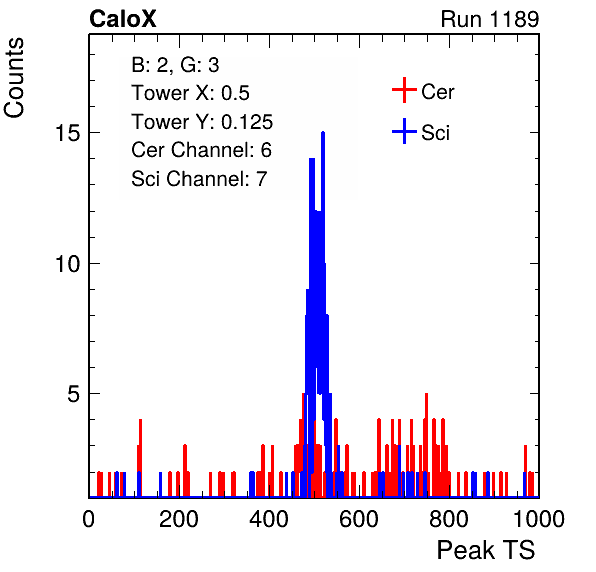 CaloX Run 1189
Counts
B: 2, G: 3
Tower X: 0.5
Tower Y: 0.125
Cer Channel: 6
Sci Channel: 7
Cer
Sci
15
10
5
0 200 400 600 800 1000
Peak TS